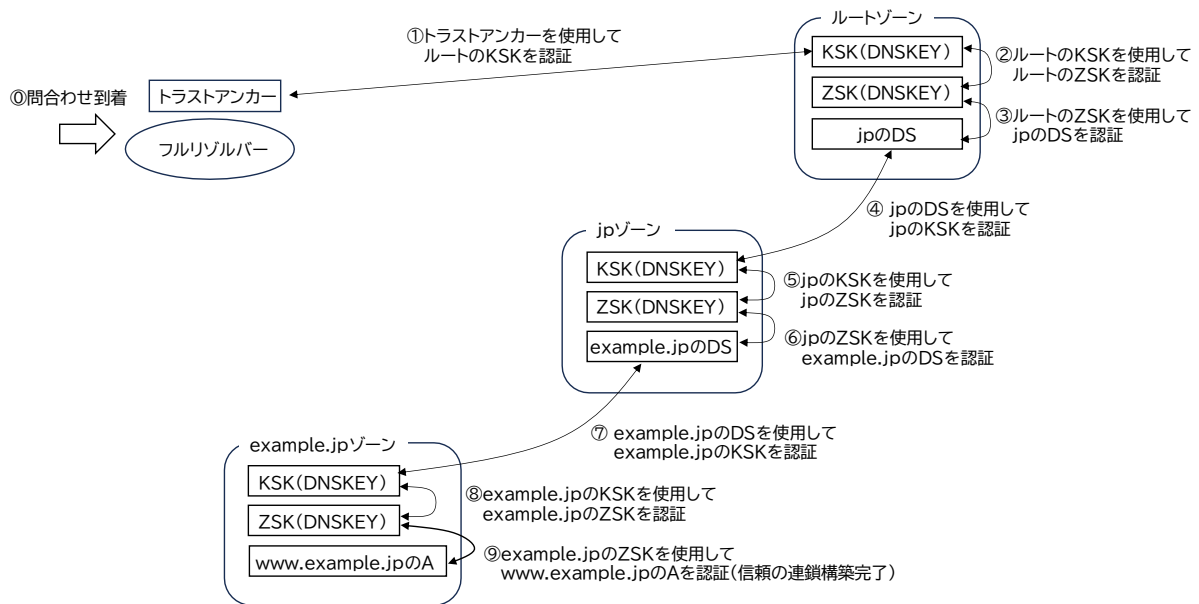 ⓪問合わせ到着
トラストアンカー
フルリゾルバー
①トラストアンカーを使用して
ルートのKSKを認証
ルートゾーン
KSK(DNSKEY)
ZSK(DNSKEY)
jpのDS
②ルートのKSKを使用して
ルートのZSKを認証
③ルートのZSKを使用して
jpのDSを認証
④ jpのDSを使用して
jpのKSKを認証
jpゾーン
KSK(DNSKEY)
ZSK(DNSKEY)
example.jpのDS
⑤jpのKSKを使用して
jpのZSKを認証
⑥jpのZSKを使用して
example.jpのDSを認証
⑦ example.jpのDSを使用して
example.jpのKSKを認証
example.jpゾーン
KSK(DNSKEY)
ZSK(DNSKEY)
www.example.jpのA
⑧example.jpのKSKを使用して
example.jpのZSKを認証
⑨example.jpのZSKを使用して
www.example.jpのAを認証(信頼の連鎖構築完了)